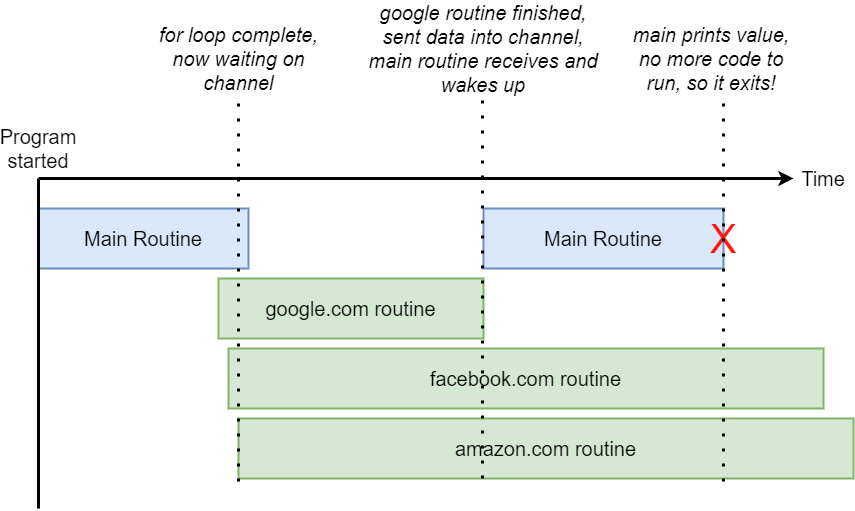 for loop complete,
now waiting on
channel
google routine finished,
sent data into channel,
main routine receives and
wakes up
main prints value,
no more code to
run, so it exits!
Program
started
Time
Main Routine
Main Routine
X
google.com routine
facebook.com routine
amazon.com routine